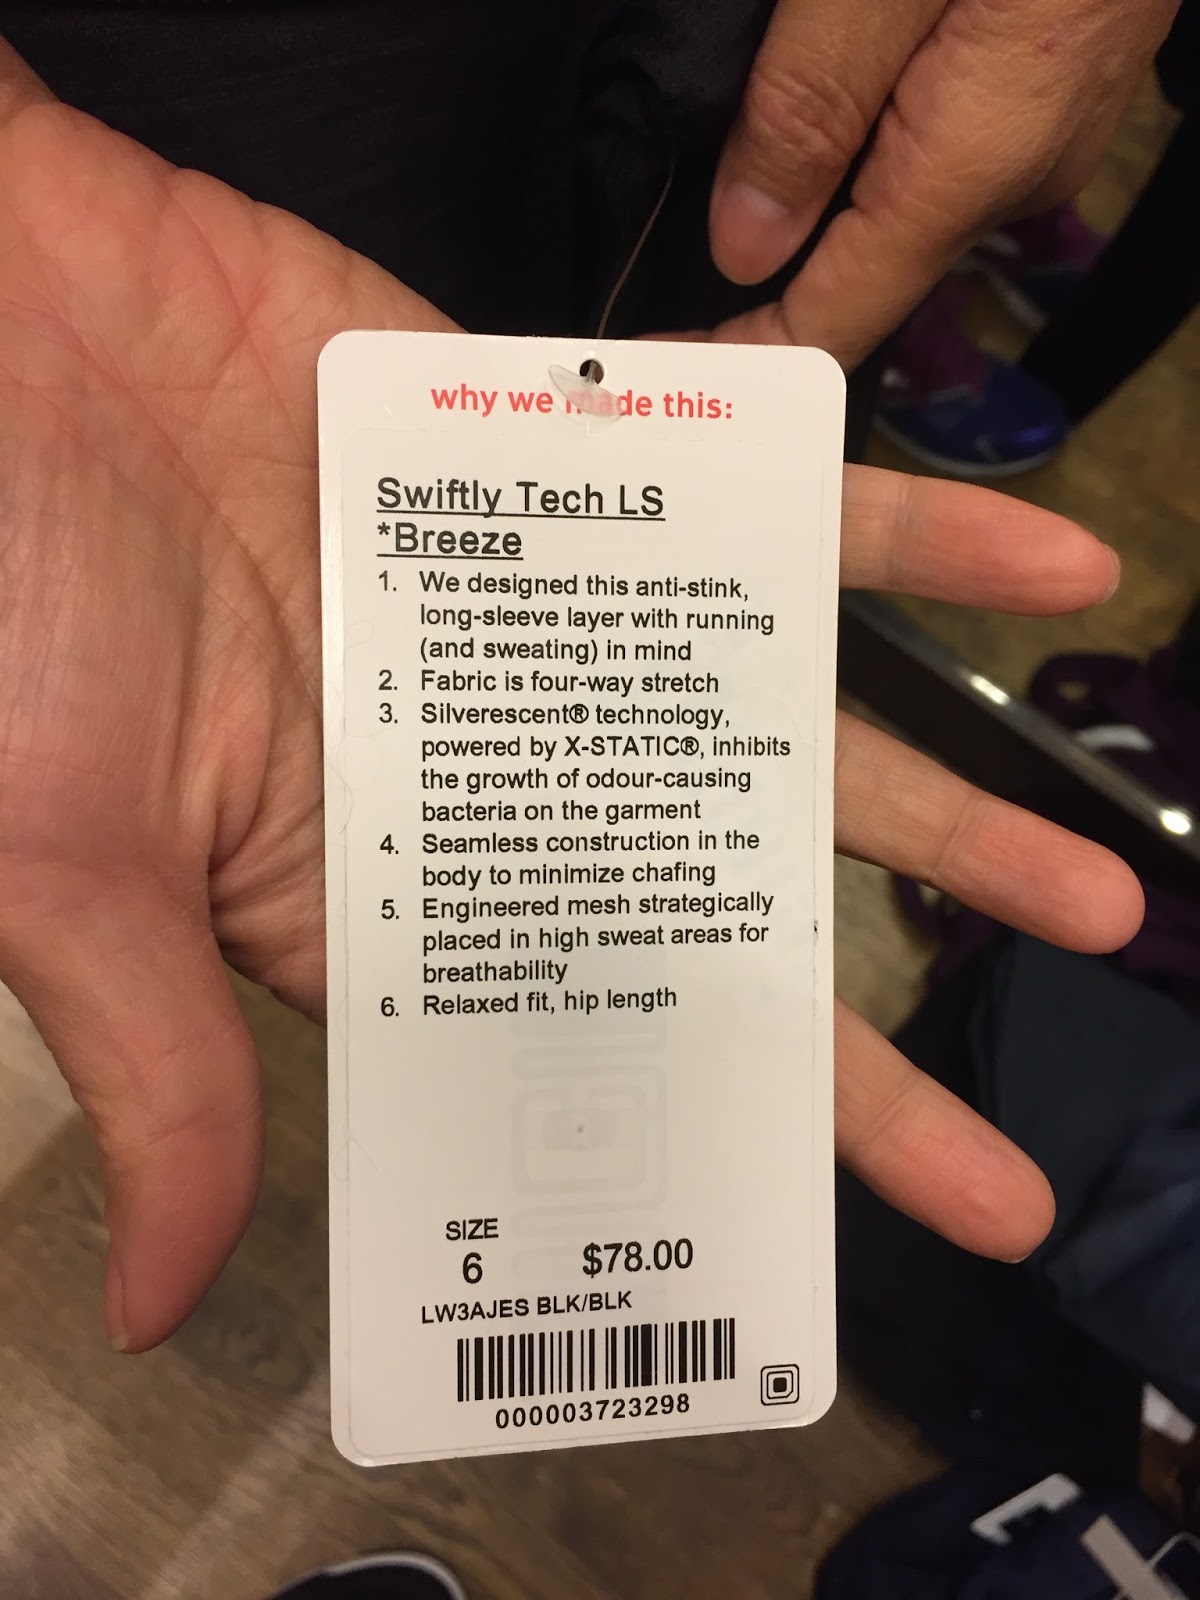 why we made this:
Swiftly Tech LS
*Breeze
1. We designed this anti-stink,
long-sleeve layer with running
(and sweating) in mind
2. Fabric is four-way stretch
3. Silverescent® technology,
powered by X-STATIC®, inhibits
the growth of odour-causing
bacteria on the garment
4. Seamless construction in the
body to minimize chafing
5. Engineered mesh strategically
placed in high sweat areas for
breathability
6. Relaxed fit, hip length
SIZE
6 $78.00
LW3AJES BLK/BLK
000003723298